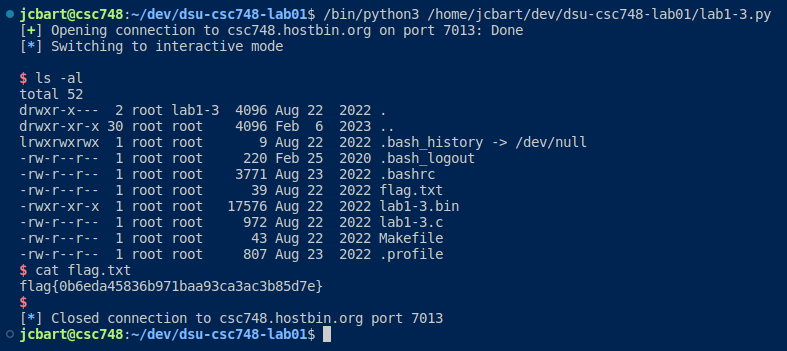 jcbart@csc748:~/dev/dsu-csc748-lab01$ /bin/python3 /home/jcbart/dev/dsu-csc748-lab01/lab1-3.py
[+] Opening connection to csc748.hostbin.org on port 7013: Done
[*] Switching to interactive mode

$ ls -al
total 52
drwxr-x---  2 root lab1-3  4096 Aug 22  2022 .
drwxr-xr-x 30 root root    4096 Feb  6  2023 ..
lrwxrwxrwx  1 root root       9 Aug 22  2022 .bash_history -> /dev/null
-rw-r--r--  1 root root     220 Feb 25  2020 .bash_logout
-rw-r--r--  1 root root    3771 Aug 23  2022 .bashrc
-rw-r--r--  1 root root      39 Aug 22  2022 flag.txt
-rwxr-xr-x  1 root root   17576 Aug 22  2022 lab1-3.bin
-rw-r--r--  1 root root     972 Aug 22  2022 lab1-3.c
-rw-r--r--  1 root root      43 Aug 22  2022 Makefile
-rw-r--r--  1 root root     807 Aug 23  2022 .profile
$ cat flag.txt
flag{0b6eda45836b971baa93ca3ac3b85d7e}
$
[*] Closed connection to csc748.hostbin.org port 7013
jcbart@csc748:~/dev/dsu-csc748-lab01$